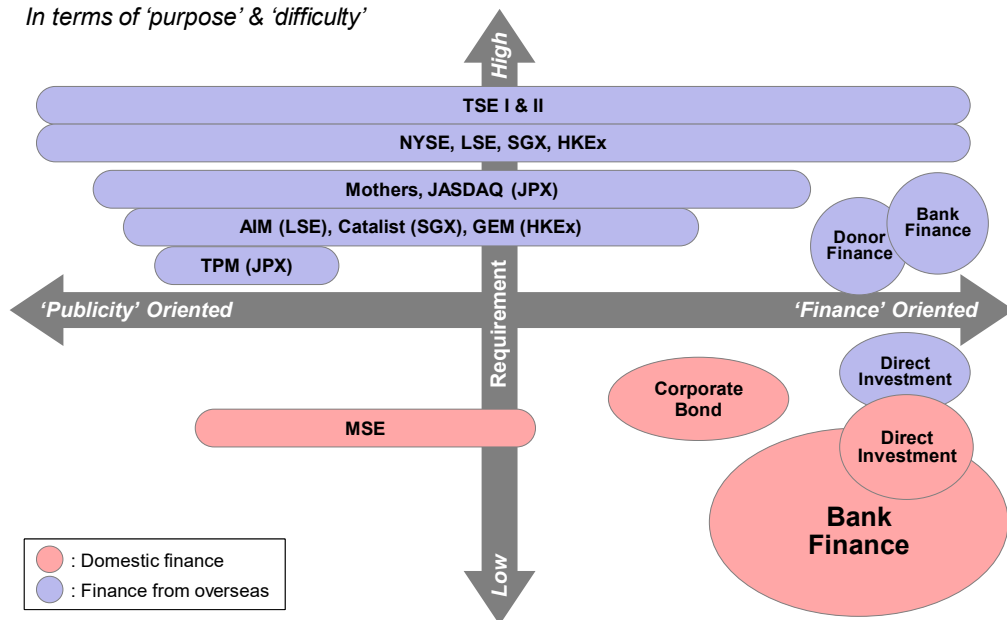 In terms of ‘purpose’ & ‘difficulty’
High
TSE I & II
NYSE, LSE, SGX, HKEx
Mothers, JASDAQ (JPX)
AIM (LSE), Catalist (SGX), GEM (HKEx)
TPM (JPX)
Donor
Finance
Bank
Finance
‘Publicity’ Oriented
‘Finance’ Oriented
Requirement
Direct
Investment
Corporate
Bond
MSE
Direct
Investment
Bank
Finance
Low
: Domestic finance
: Finance from overseas